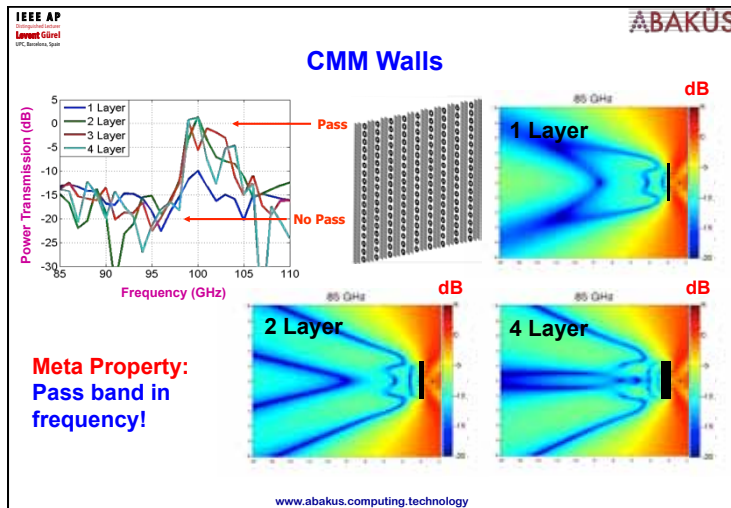 IEEE AP
Distinguished Lecturer
Levent Gürel
UPC, Barcelona, Spain
ABAKÜS
CMM Walls
Power Transmission (dB)
5
0
-5
-10
-15
-20
-25
-30
85
90
95
100
105
110
Frequency (GHz)
1 Layer
2 Layer
3 Layer
4 Layer
Pass
No Pass
dB
85 GHz
1 Layer
dB
85 GHz
2 Layer
dB
85 GHz
4 Layer
Meta Property:
Pass band in
frequency!
www.abakus.computing.technology